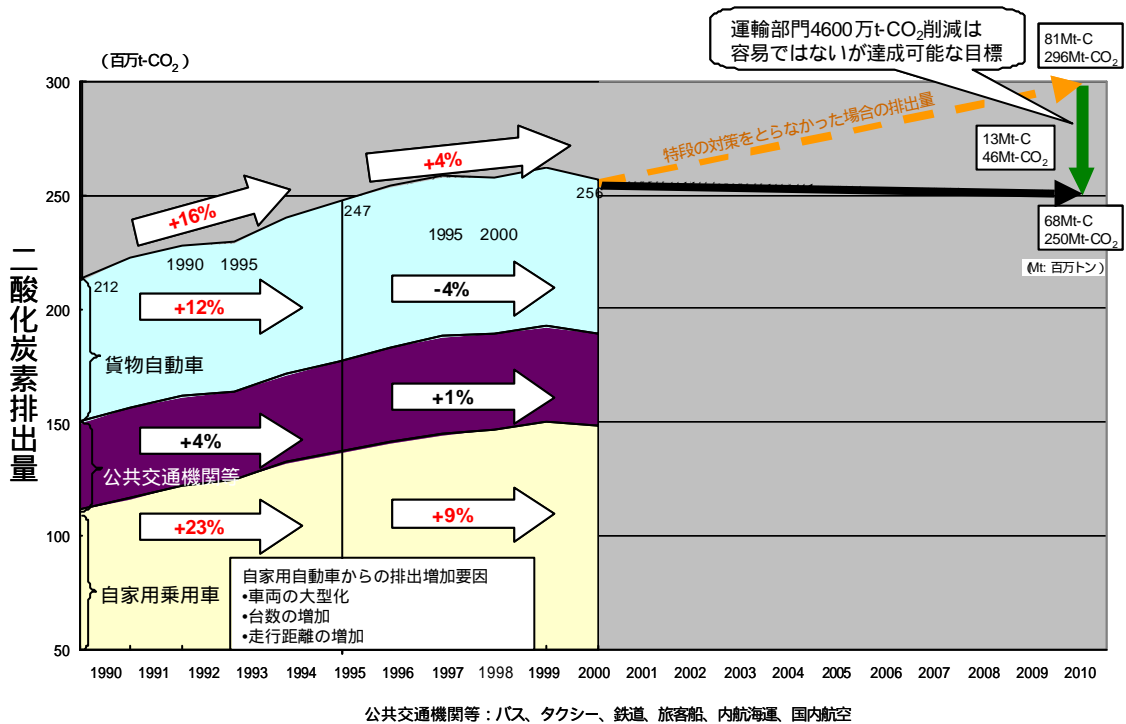 運輸部門4600万t-CO2削減は
容易ではないが達成可能な目標
81Mt-C
296Mt-CO2
（百万t-CO2）
300
250
200
150
100
50
二酸化炭素排出量
特段の対策をとらなかった場合の排出量
13Mt-C
46Mt-CO2
68Mt-C
250Mt-CO2
(Mt: 百万トン）
+16%
+4%
212
247
256
1990 1995
1995 2000
+12%
-4%
貨物自動車
+4%
+1%
公共交通機関等
+23%
+9%
自家用乗用車
自家用自動車からの排出増加要因
•車両の大型化
•台数の増加
•走行距離の増加
1990 1991 1992 1993 1994 1995 1996 1997 1998 1999 2000 2001 2002 2003 2004 2005 2006 2007 2008 2009 2010
公共交通機関等：バス、タクシー、鉄道、旅客船、内航海運、国内航空